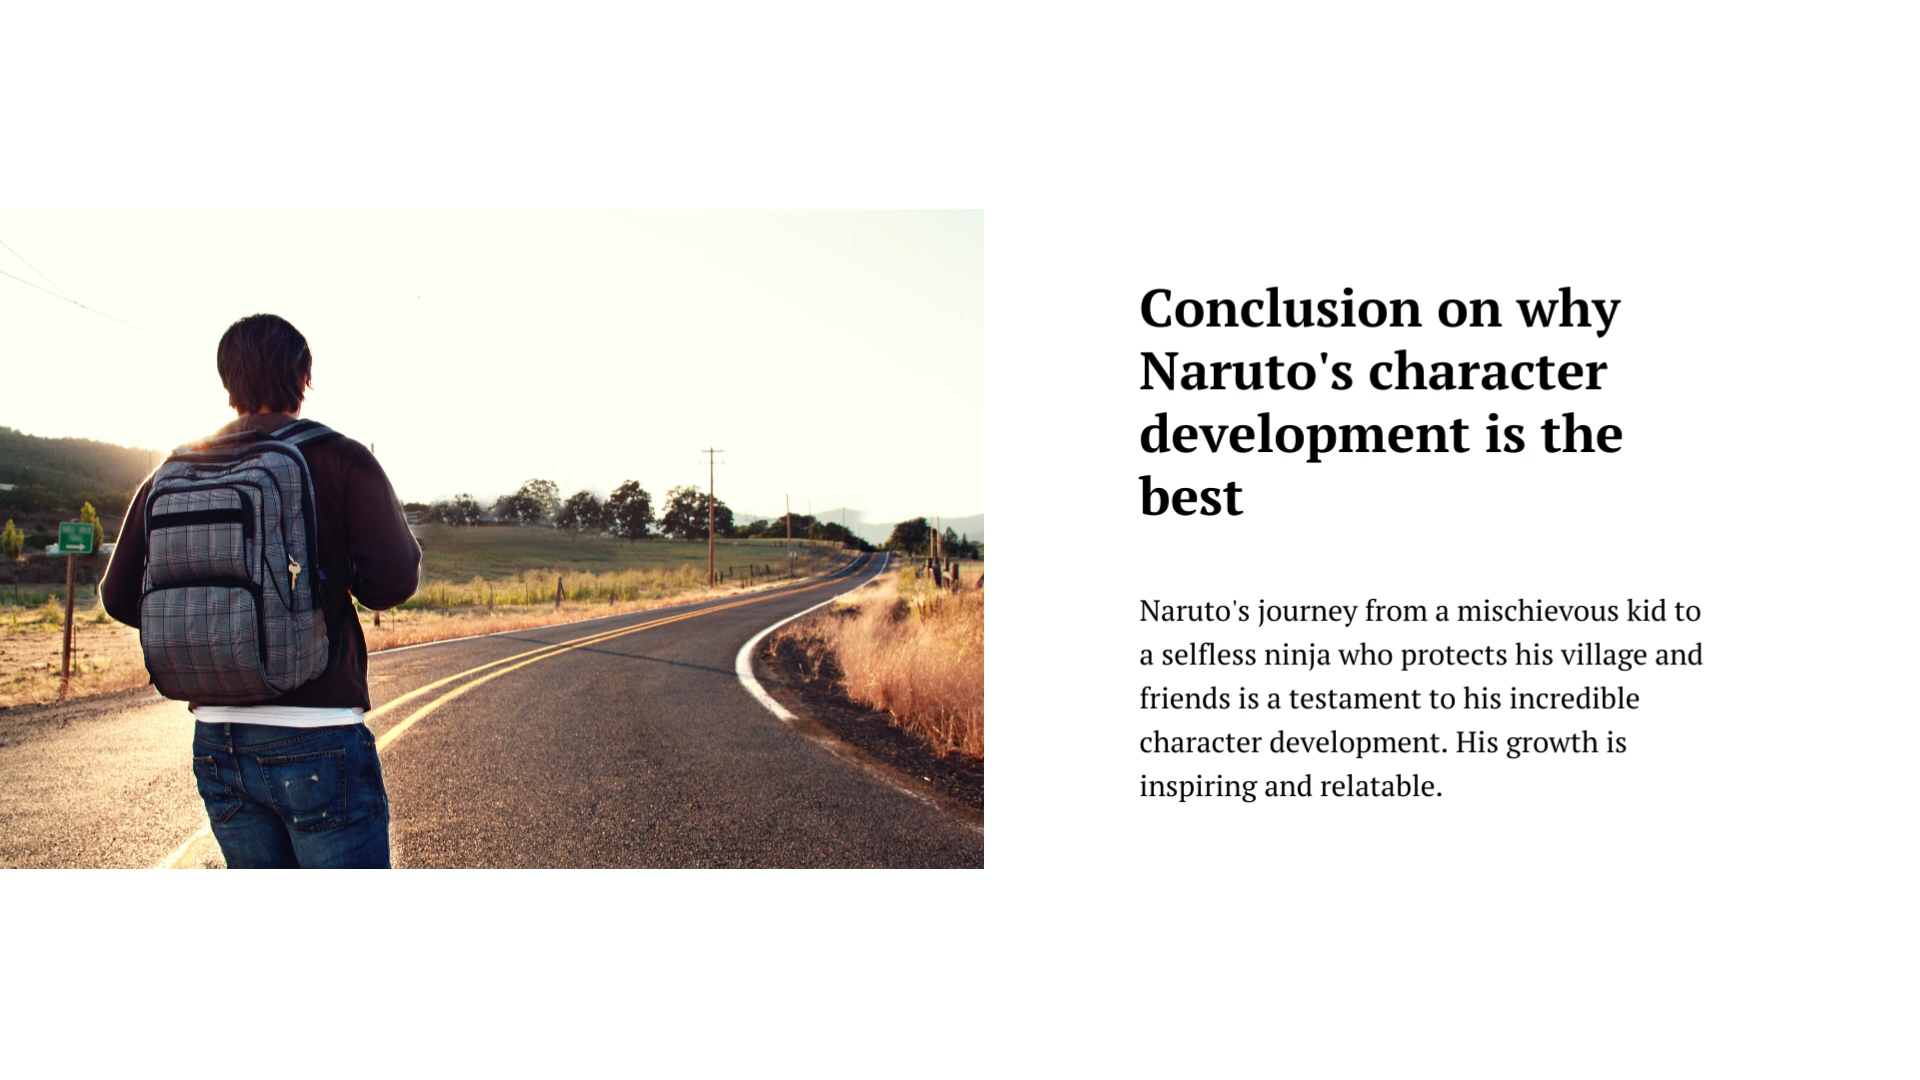 Conclusion on why
Naruto's character
development is the
best
Naruto's journey from a mischievous kid to
a selfless ninja who protects his village and
friends is a testament to his incredible
character development. His growth is
inspiring and relatable.